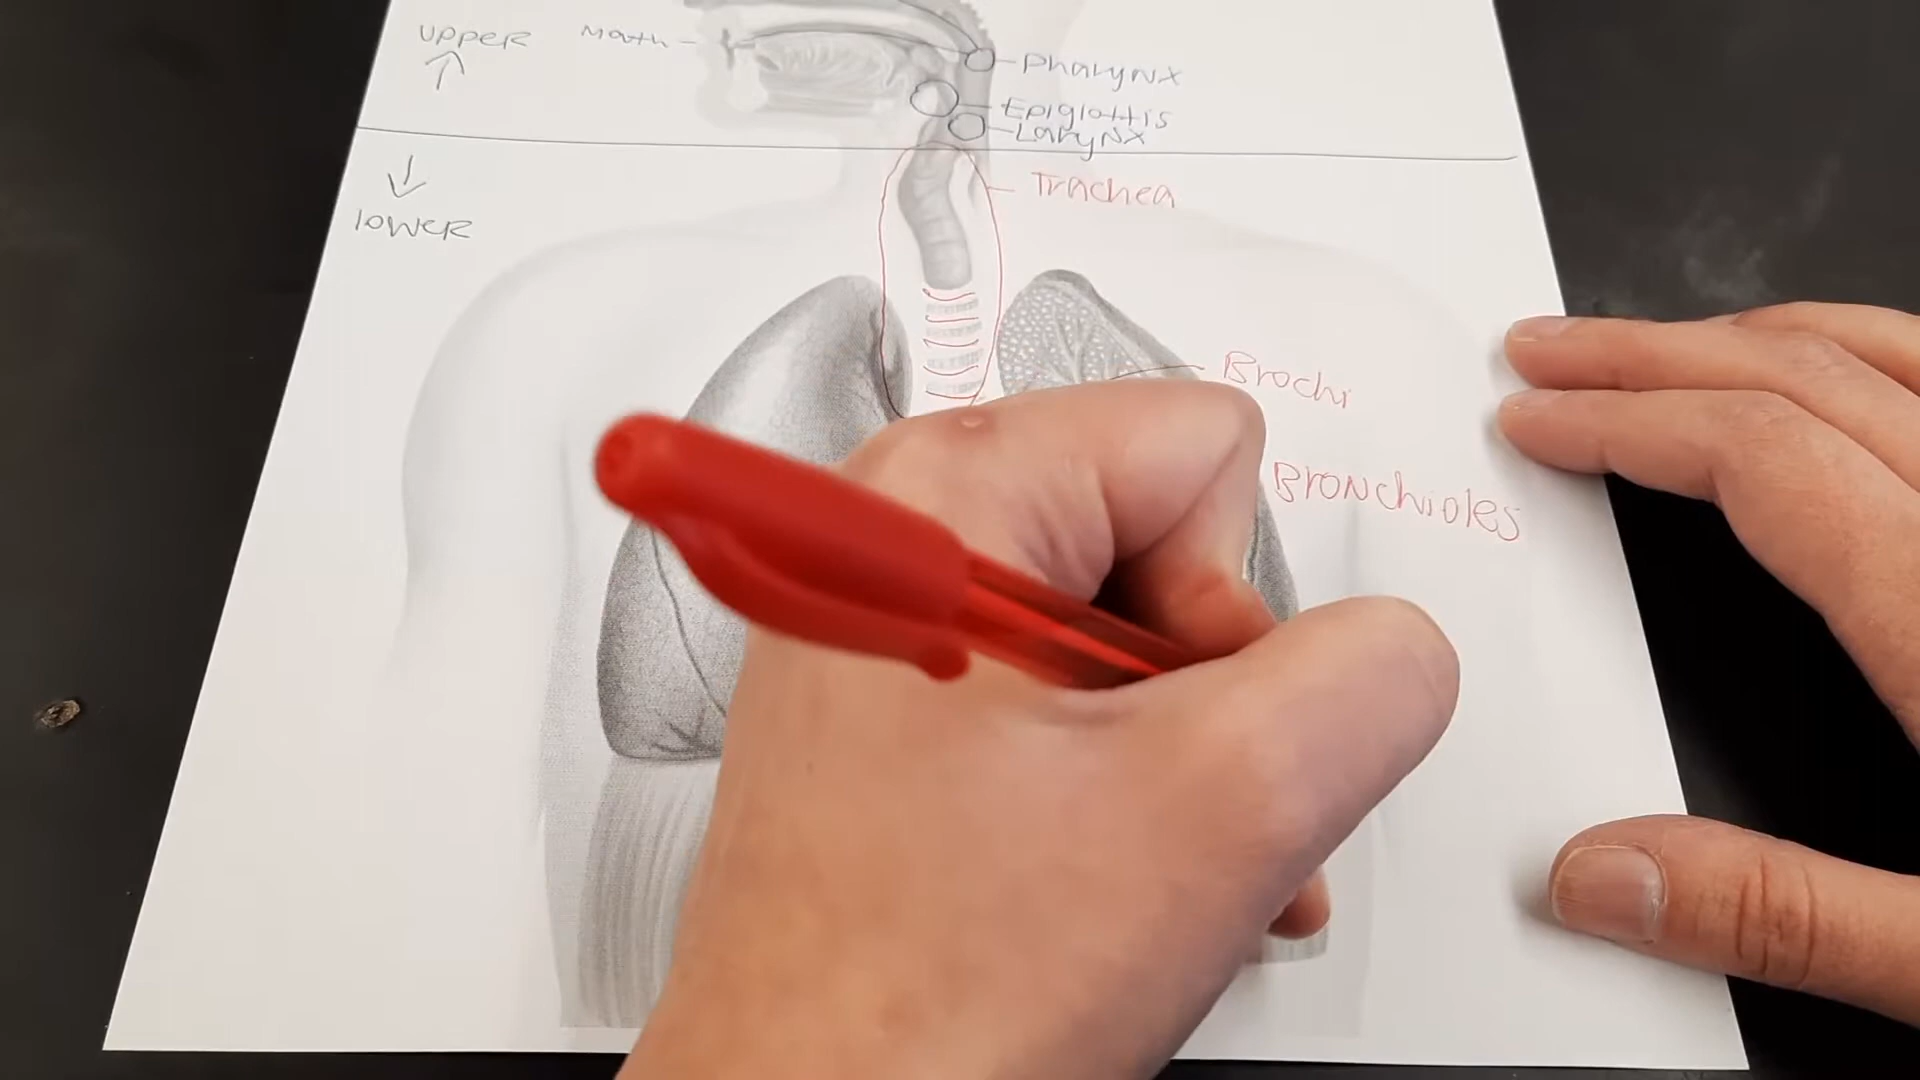 UPPER
Mouth
Pharynx
Epiglottis
Larynx
lOWER
Trachea
Brochi
Bronchioles